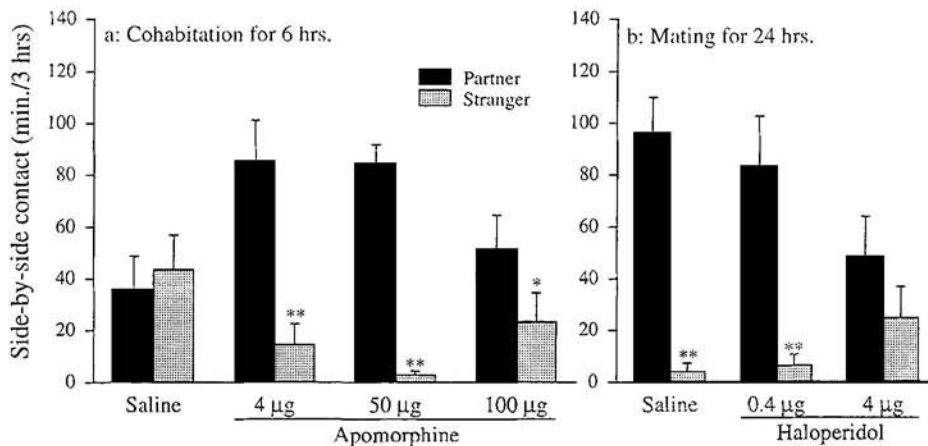 Side-by-side contact (min./3 hrs)
a: Cohabitation for 6 hrs.
140
120
100
80
60
40
20
0
Partner
Stranger
**
**
*
Saline
4 µg
50 µg
100 µg
Apomorphine
b: Mating for 24 hrs.
140
120
100
80
60
40
20
0
**
**
Saline
0.4 µg
4 µg
Haloperidol